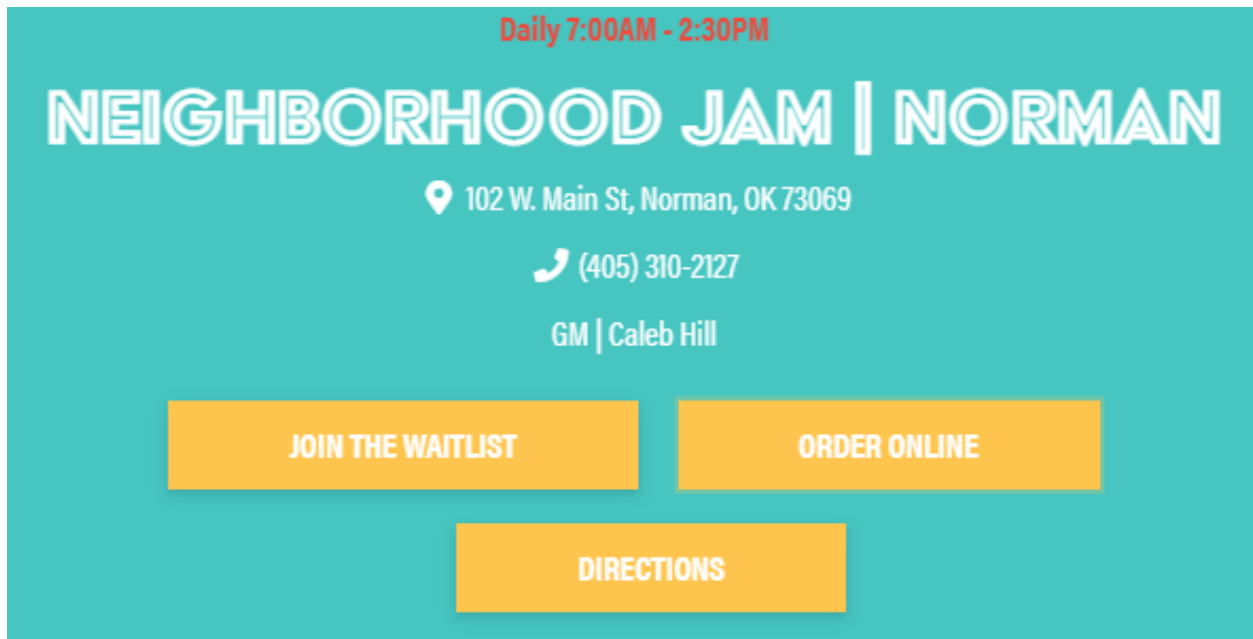 Daily 7:00AM - 2:30PM
NEIGHBORHOOD JAM | NORMAN
102 W. Main St, Norman, OK 73069
(405) 310-2127
GM | Caleb Hill
JOIN THE WAITLIST
ORDER ONLINE
DIRECTIONS